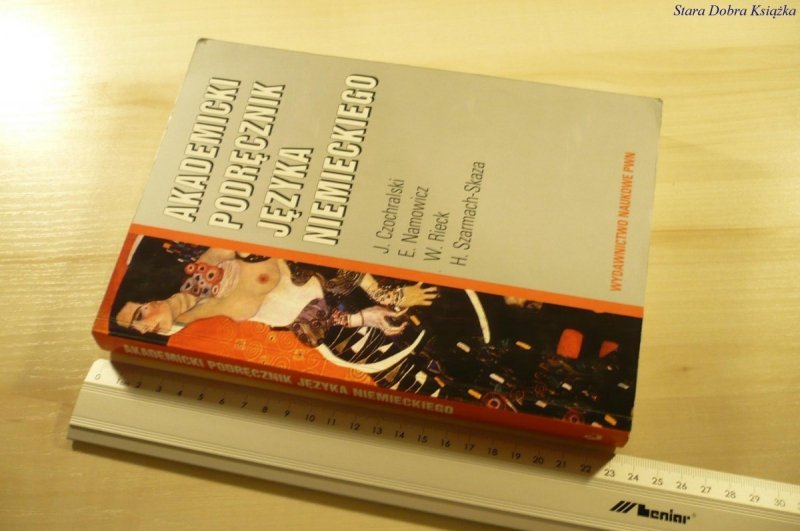 Stara Dobra Książka
AKADEMICKI
PODRĘCZNIK
JĘZYKA
NIEMIECKIEGO
J. Czochralski
E. Namowicz
W. Rieck
H. Szarmach-Skaza
WYDAWNICTWO NAUKOWE PWN
AKADEMICKI PODRĘCZNIK JĘZYKA NIEMIECKIEGO
0 1cm 2 3 4 5 6 7 8 9 10 11 12 13 14 15 16 17 18 19 20 21 22 23 24 25 26 27 28 29 30
Leniar